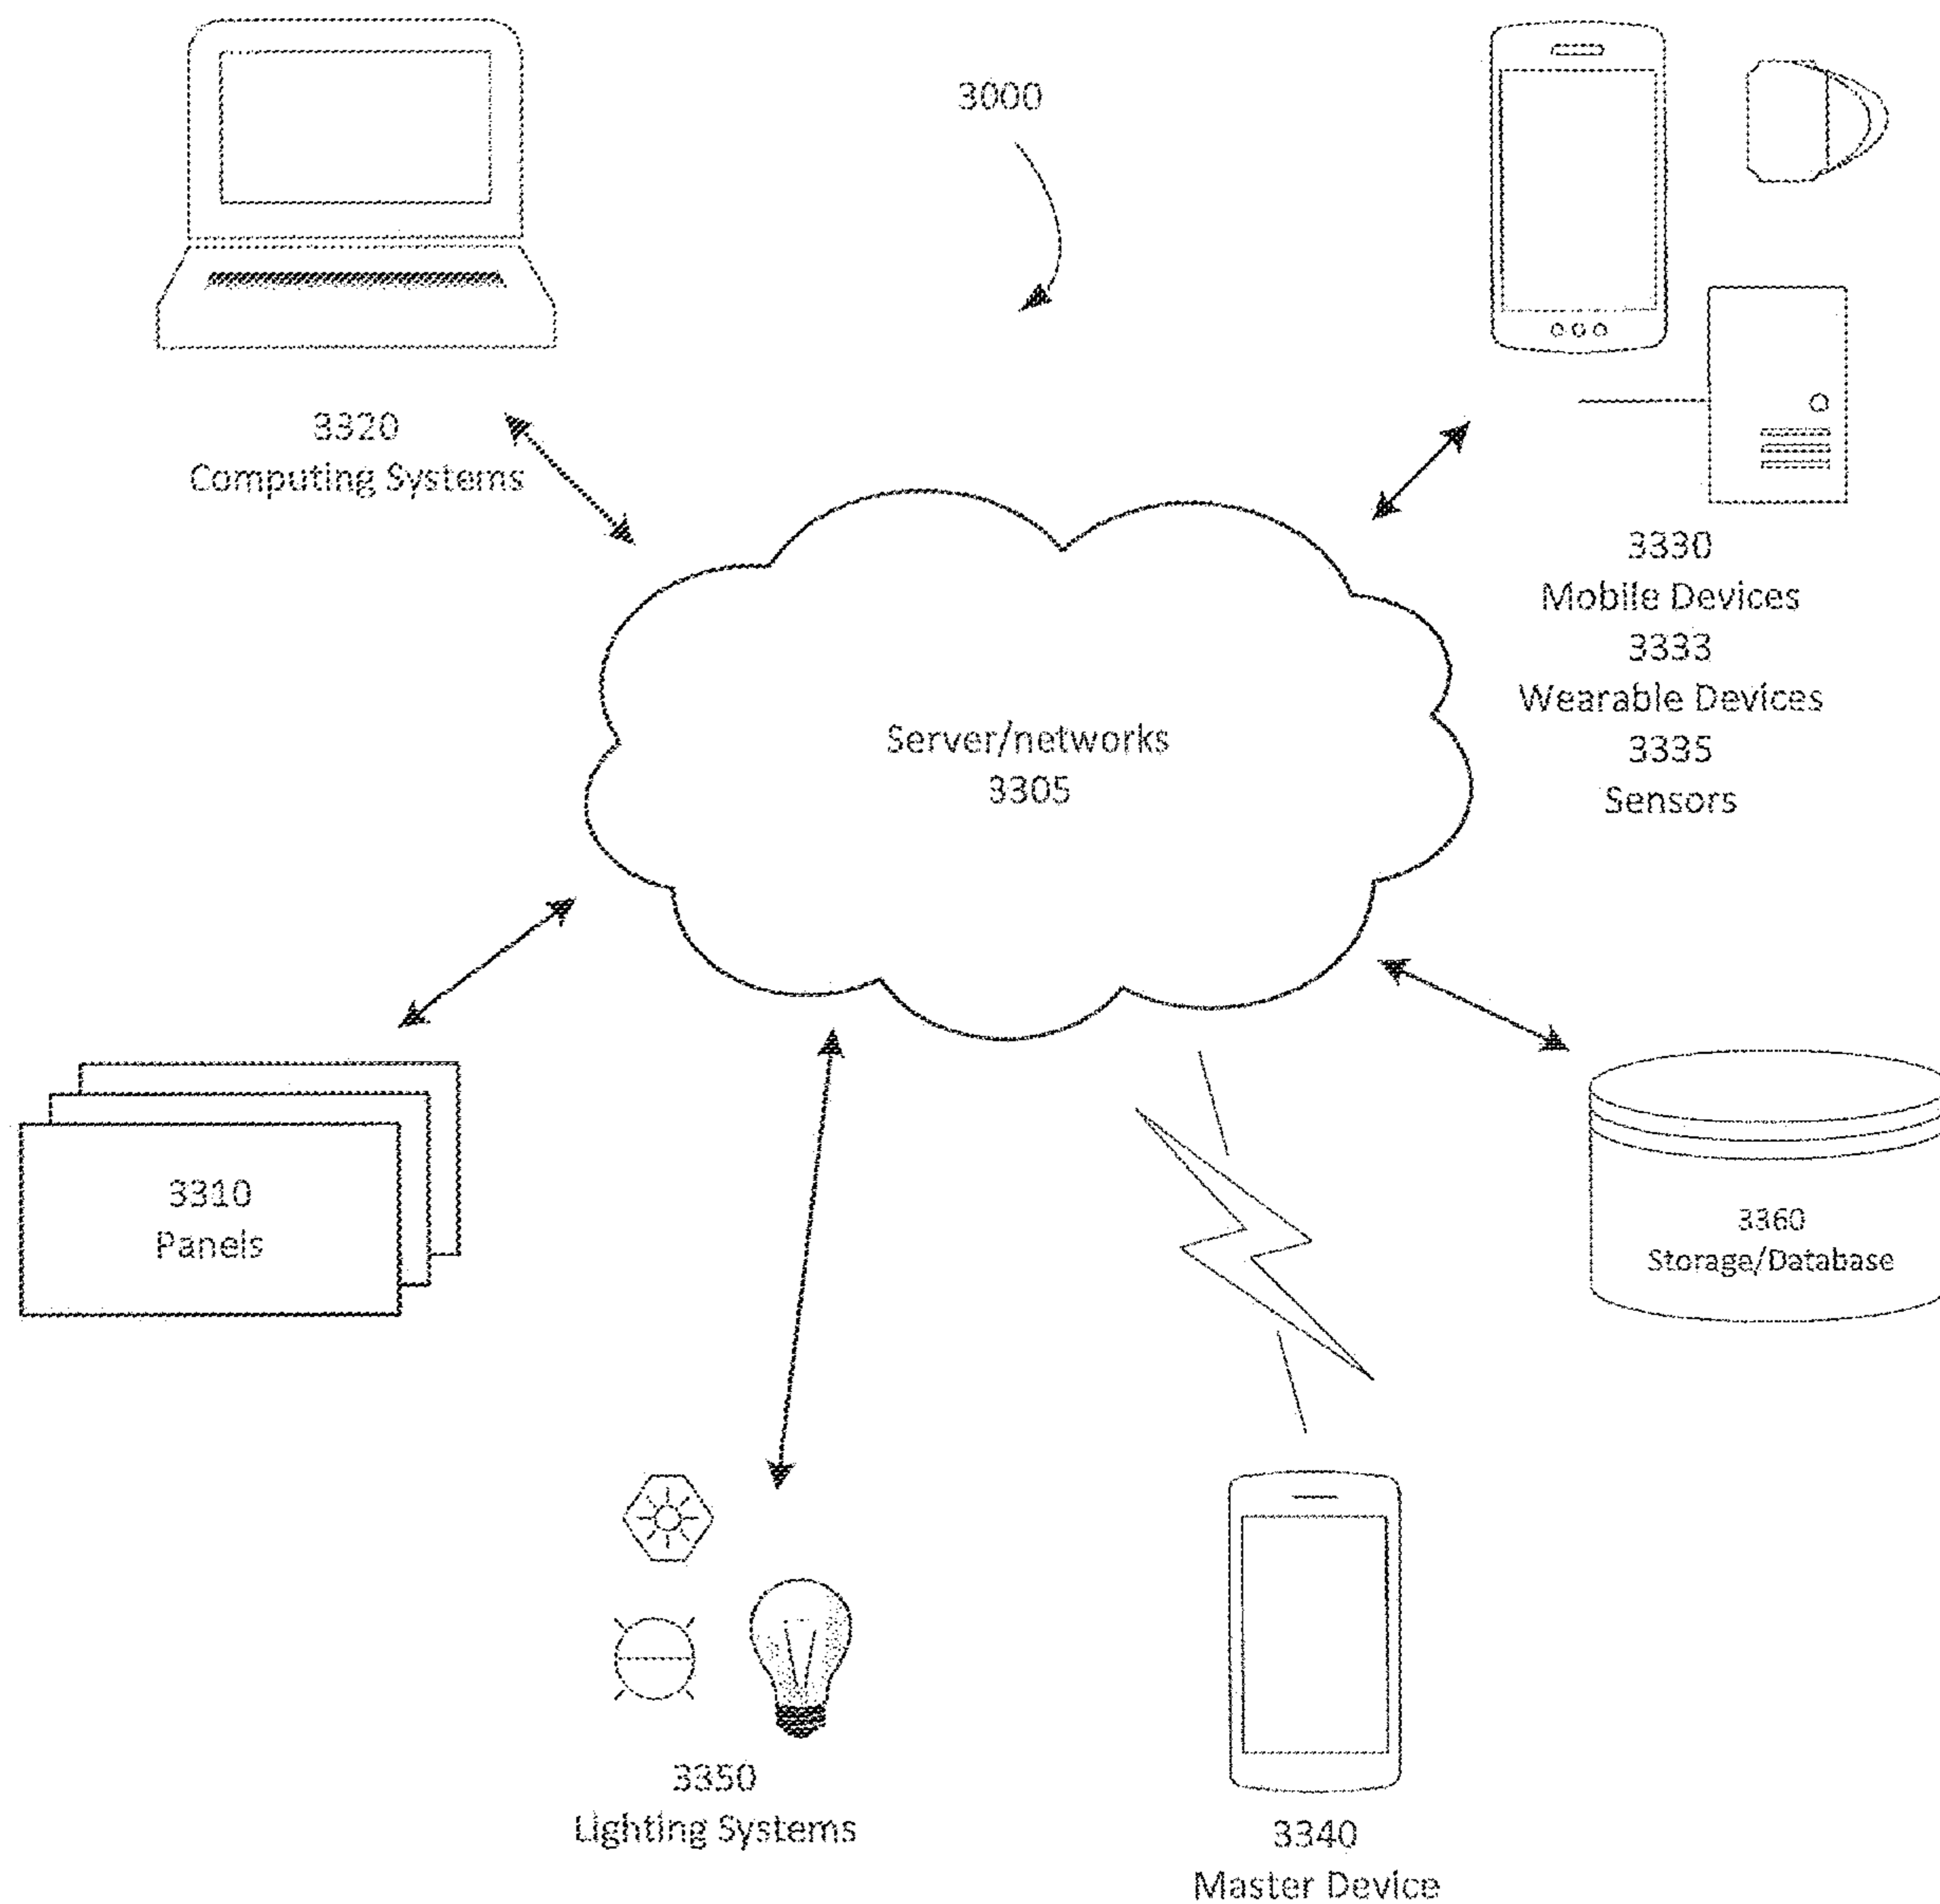 3000
3320
Computing Systems
3330
Mobile Devices
3333
Wearable Devices
3335
Sensors
Server/networks
3305
3310
Panels
3360
Storage/Database
3350
Lighting Systems
3340
Master Device